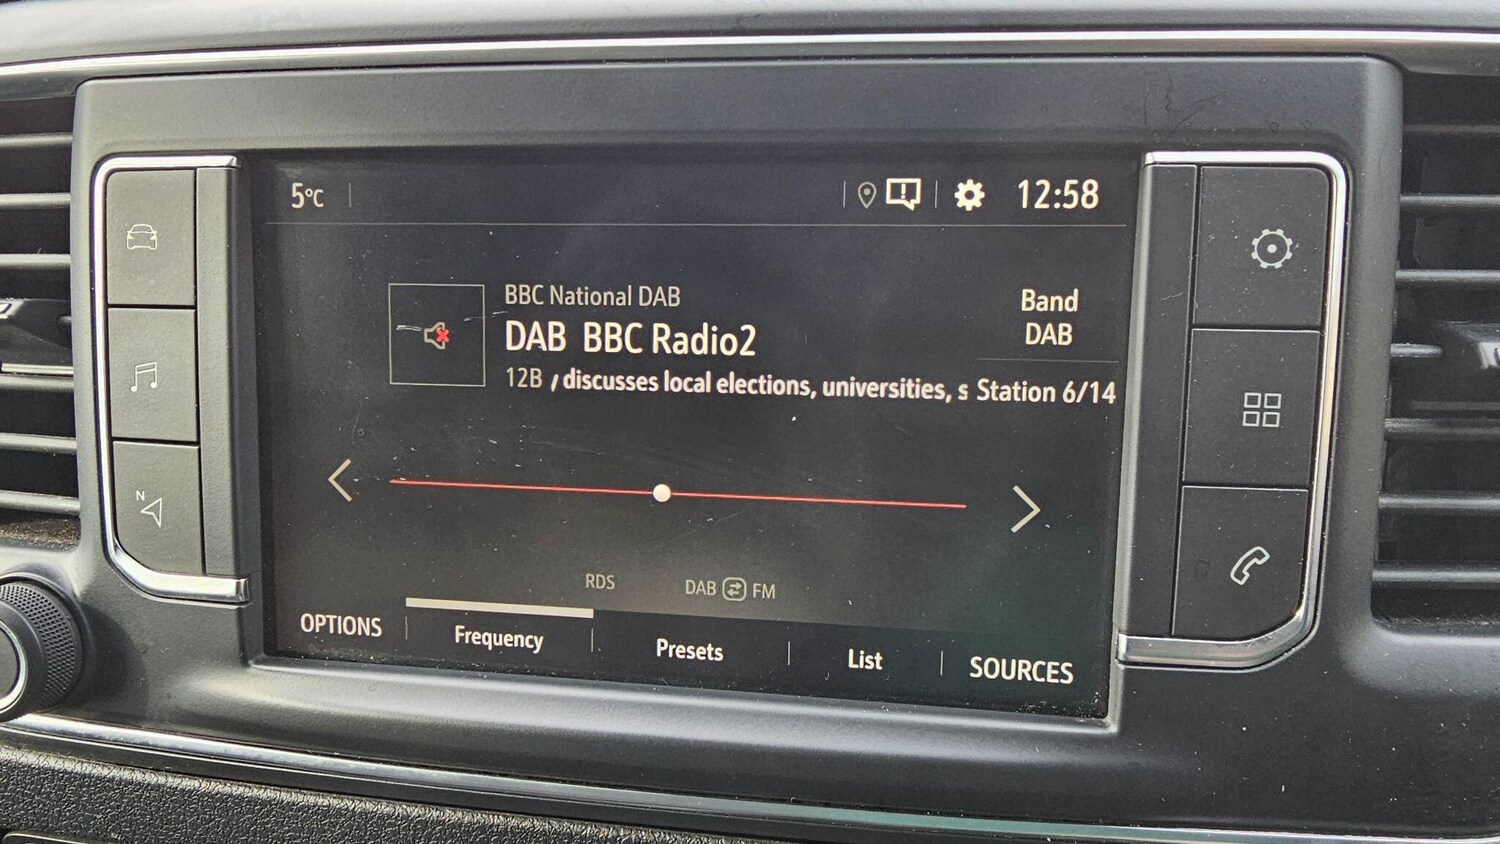 5°C
12:58
BBC National DAB
DAB BBC Radio2
12B / discusses local elections, universities, s
Band
DAB
Station 6/14
RDS
DAB FM
OPTIONS
Frequency
Presets
List
SOURCES
N